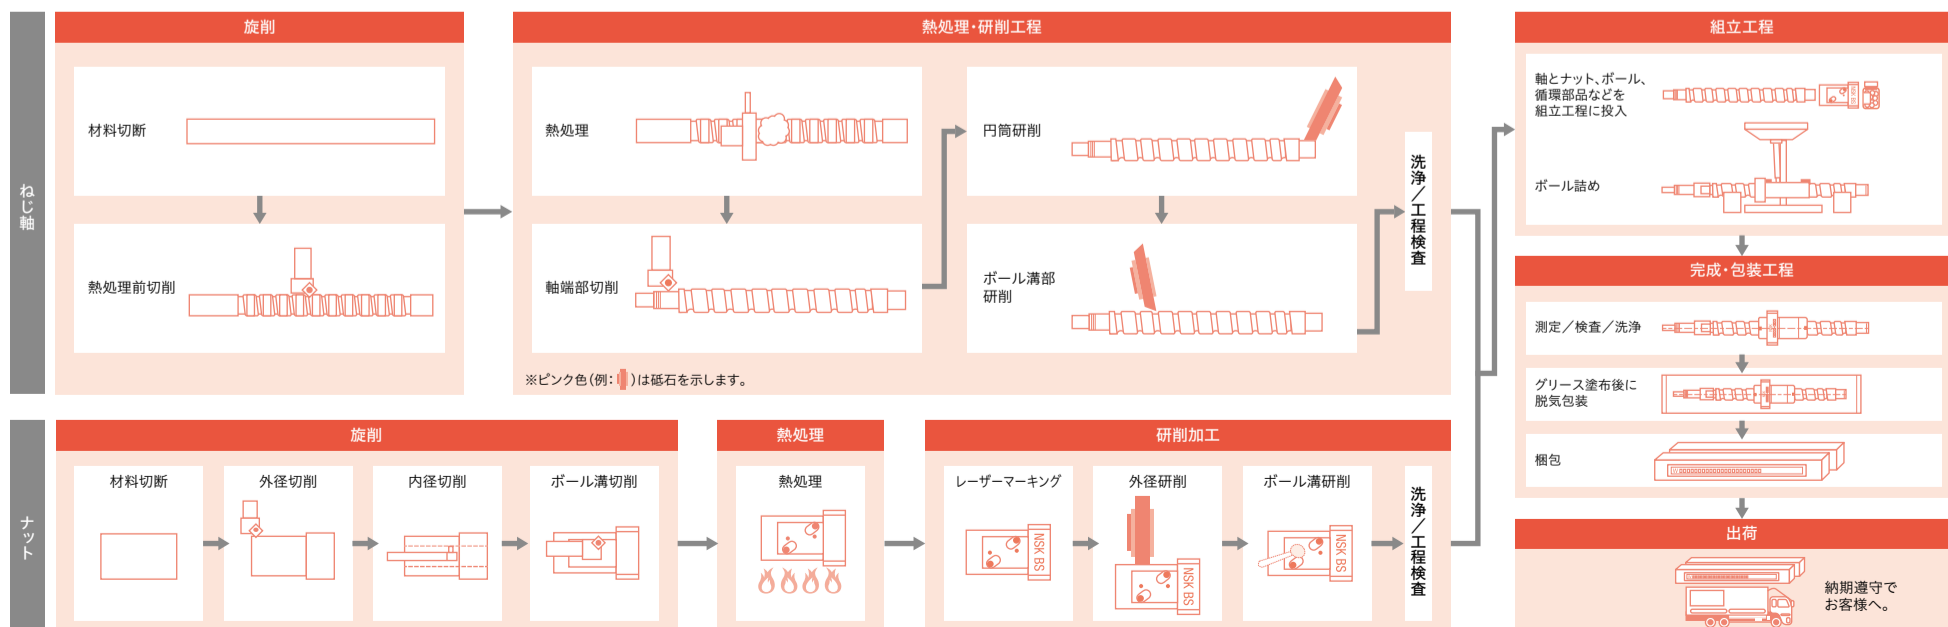 ねじ軸
旋削
材料切断
熱処理前切削
熱処理・研削工程
熱処理
軸端部切削
円筒研削
ボール溝部
研削
洗浄／工程検査
※ピンク色（例：）は砥石を示します。
ナット
旋削
材料切断
外径切削
内径切削
ボール溝切削
熱処理
熱処理
研削加工
レーザーマーキング
NSK BS
外径研削
NSK BS
ボール溝研削
NSK BS
洗浄／工程検査
組立工程
軸とナット、ボール、
循環部品などを
組立工程に投入
NSK BS
ボール詰め
完成・包装工程
測定／検査／洗浄
グリース塗布後に
脱気包装
梱包
出荷
納期遵守で
お客様へ。